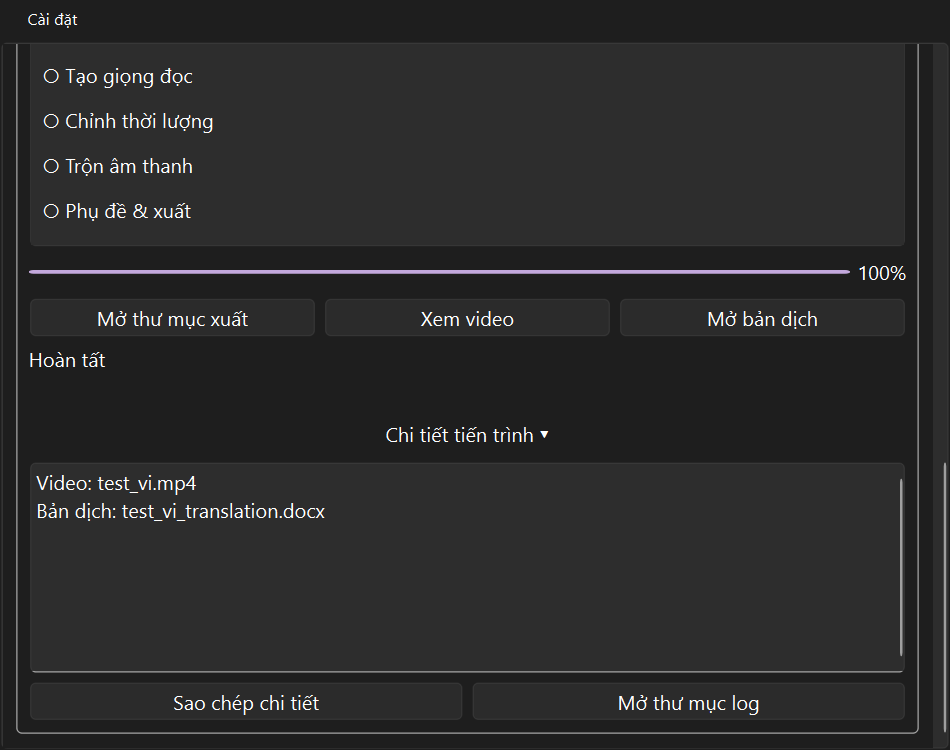 Cài đặt
Tạo giọng đọc
Chỉnh thời lượng
Trộn âm thanh
Phụ đề & xuất
100%
Mở thư mục xuất
Xem video
Mở bản dịch
Hoàn tất
Chi tiết tiến trình ▾
Video: test_vi.mp4
Bản dịch: test_vi_translation.docx
Sao chép chi tiết
Mở thư mục log